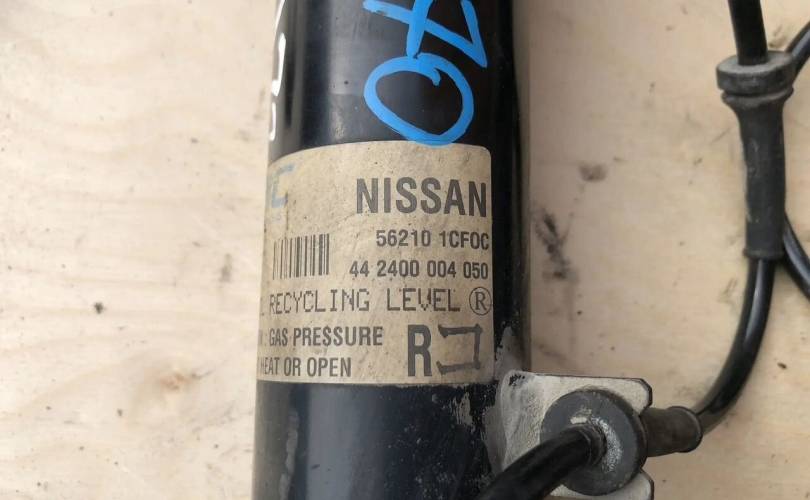 NISSAN
56210 1CF0C
44 2400 004 050
RECYCLING LEVEL ®
GAS PRESSURE
HEAT OR OPEN
R